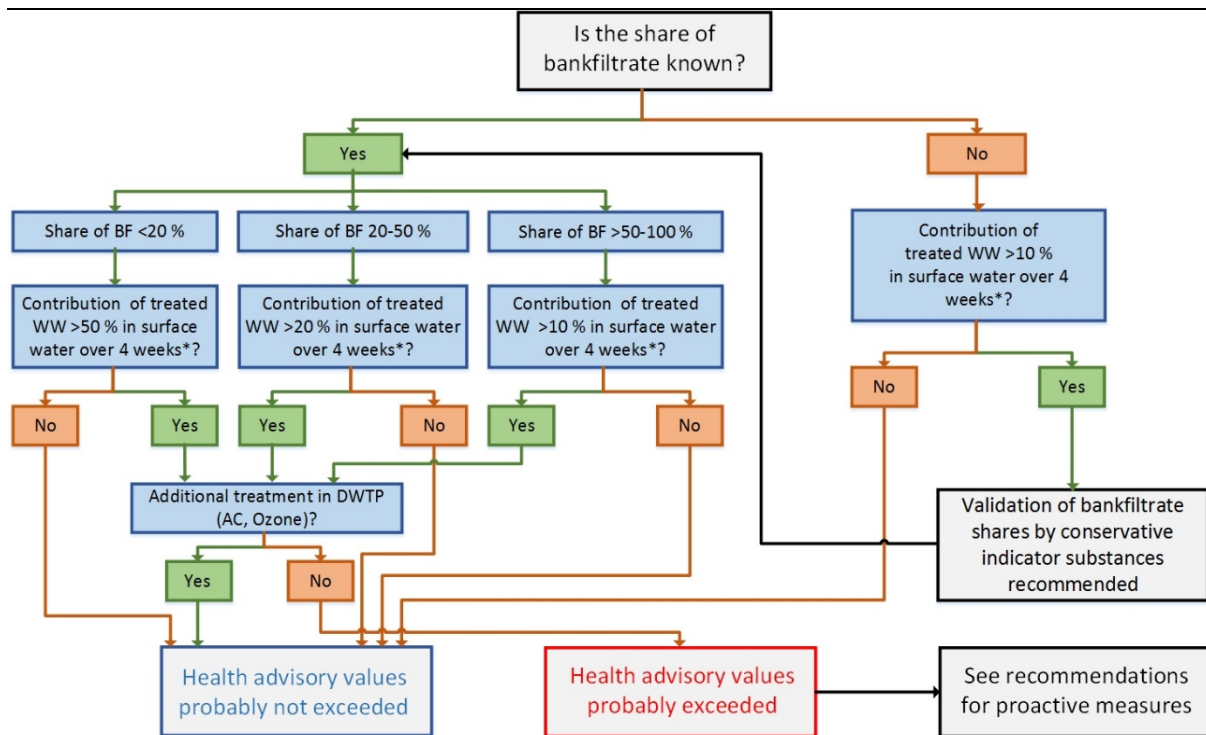 Is the share of
bankfiltrate known?
Yes
No
Share of BF <20 %
Share of BF 20-50 %
Share of BF >50-100 %
Contribution of
treated WW >10 %
in surface water over 4
weeks*?
Contribution of treated
WW >50 % in surface
water over 4 weeks*?
Contribution of treated
WW >20 % in surface water
over 4 weeks*?
Contribution of treated
WW >10 % in surface
water over 4 weeks*?
No
Yes
No
Yes
Yes
No
Yes
No
Additional treatment in DWTP
(AC, Ozone)?
Validation of bankfiltrate
shares by conservative
indicator substances
recommended
Yes
No
Health advisory values
probably not exceeded
Health advisory values
probably exceeded
See recommendations
for proactive measures